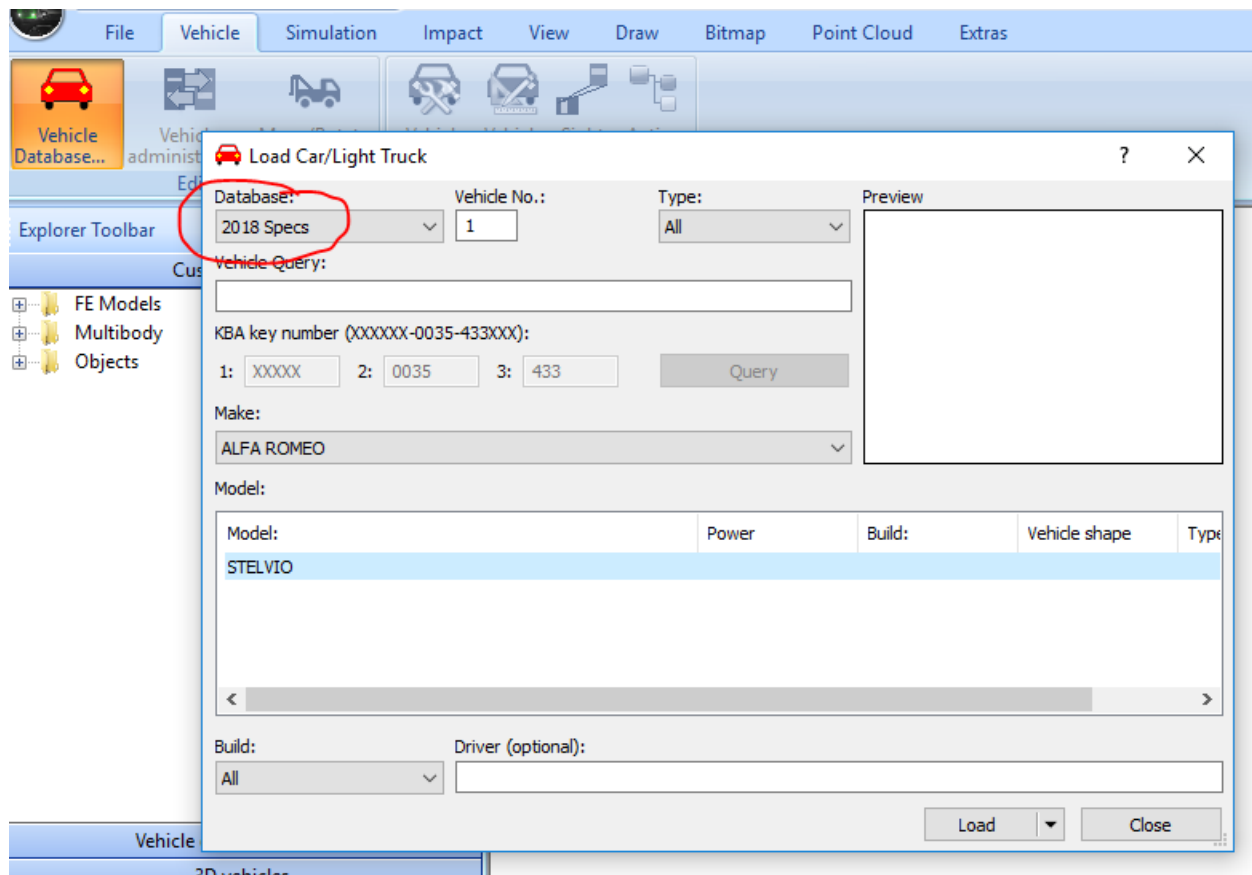 File Vehicle Simulation Impact View Draw Bitmap Point Cloud Extras
Vehicle
Database...
Explorer Toolbar
FE Models
Multibody
Objects
Load Car/Light Truck ?
Database: Vehicle No.: Type: Preview
2018 Specs 1 All
Vehicle Query:
KBA key number (XXXXXX-0035-433XXX):
1: XXXXX 2: 0035 3: 433 Query
Make:
ALFA ROMEO
Model:
Model: Power Build: Vehicle shape Type
STELVIO
Build: Driver (optional):
All
Load Close
Vehicle
3D vehicles